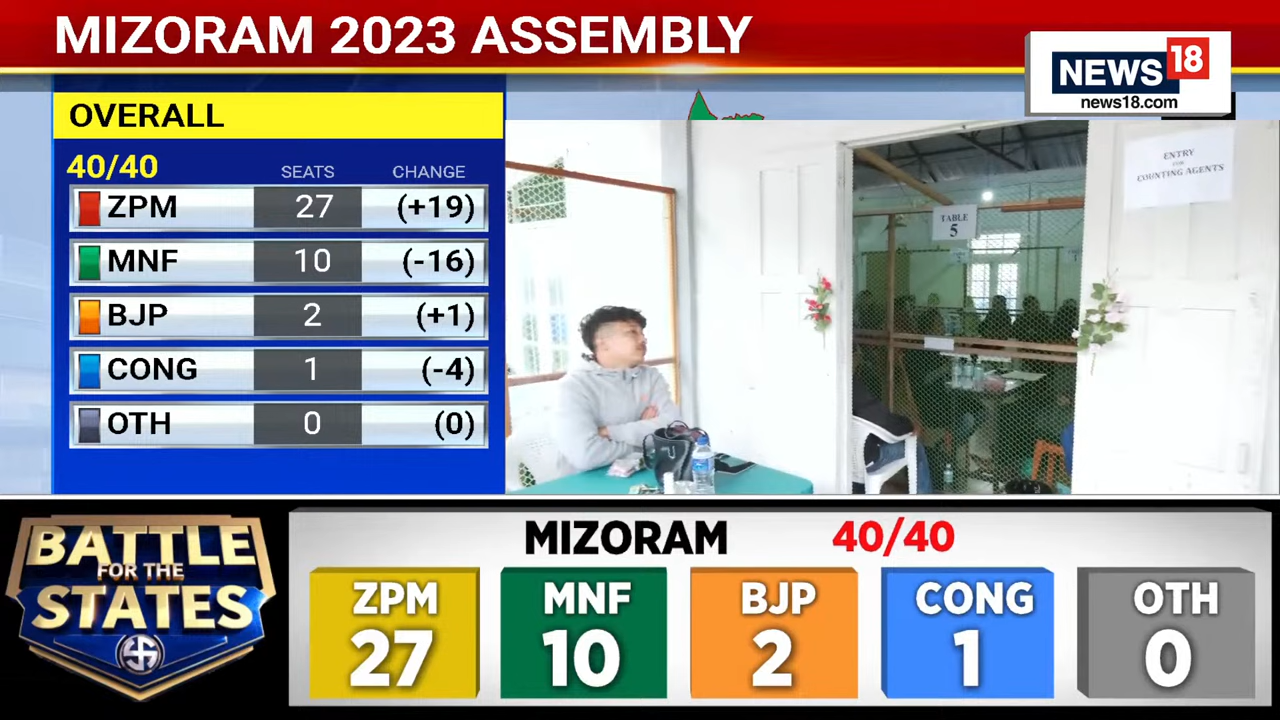 MIZORAM 2023 ASSEMBLY
NEWS 18
news18.com
OVERALL
40/40 SEATS CHANGE
ZPM 27 (+19)
MNF 10 (-16)
BJP 2 (+1)
CONG 1 (-4)
OTH 0 (0)
ENTRY
FOR
COUNTING AGENTS
TABLE
5
BATTLE
FOR THE
STATES
MIZORAM 40/40
ZPM MNF BJP CONG OTH
27 10 2 1 0